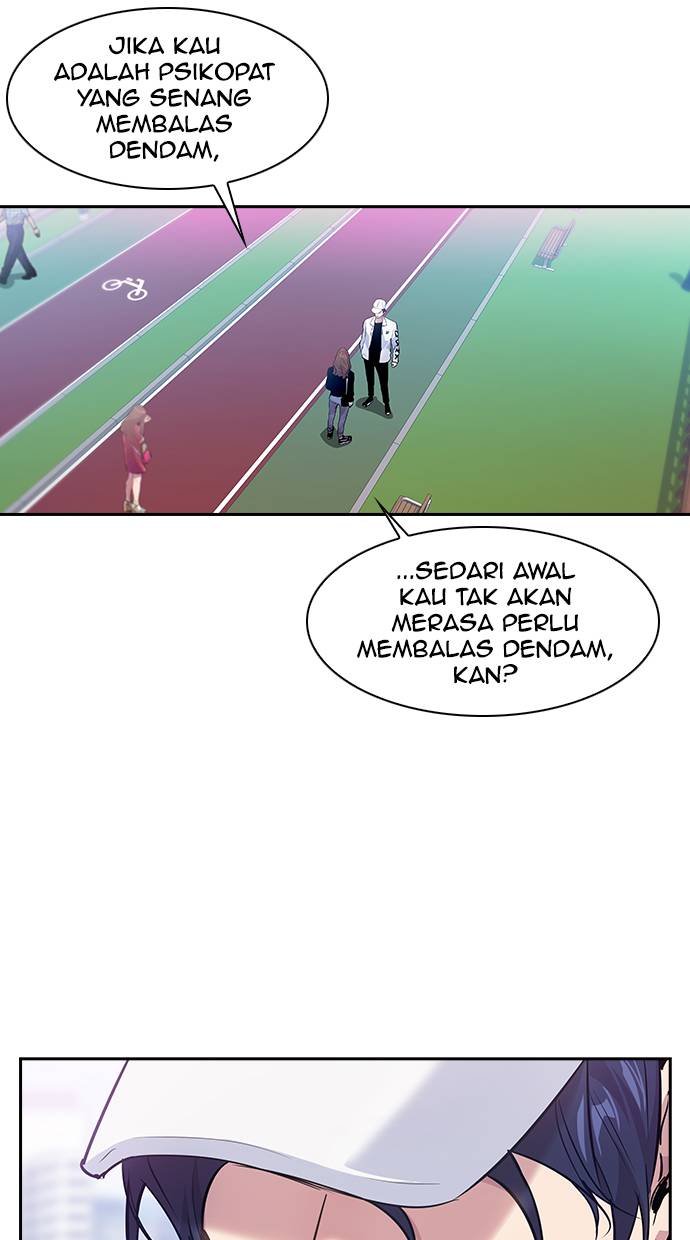 JIKA KAU
ADALAH PSIKOPAT
YANG SENANG
MEMBALAS
DENDAM,
...SEDARI AWAL
KAU TAK AKAN
MERASA PERLU
MEMBALAS DENDAM,
KAN?